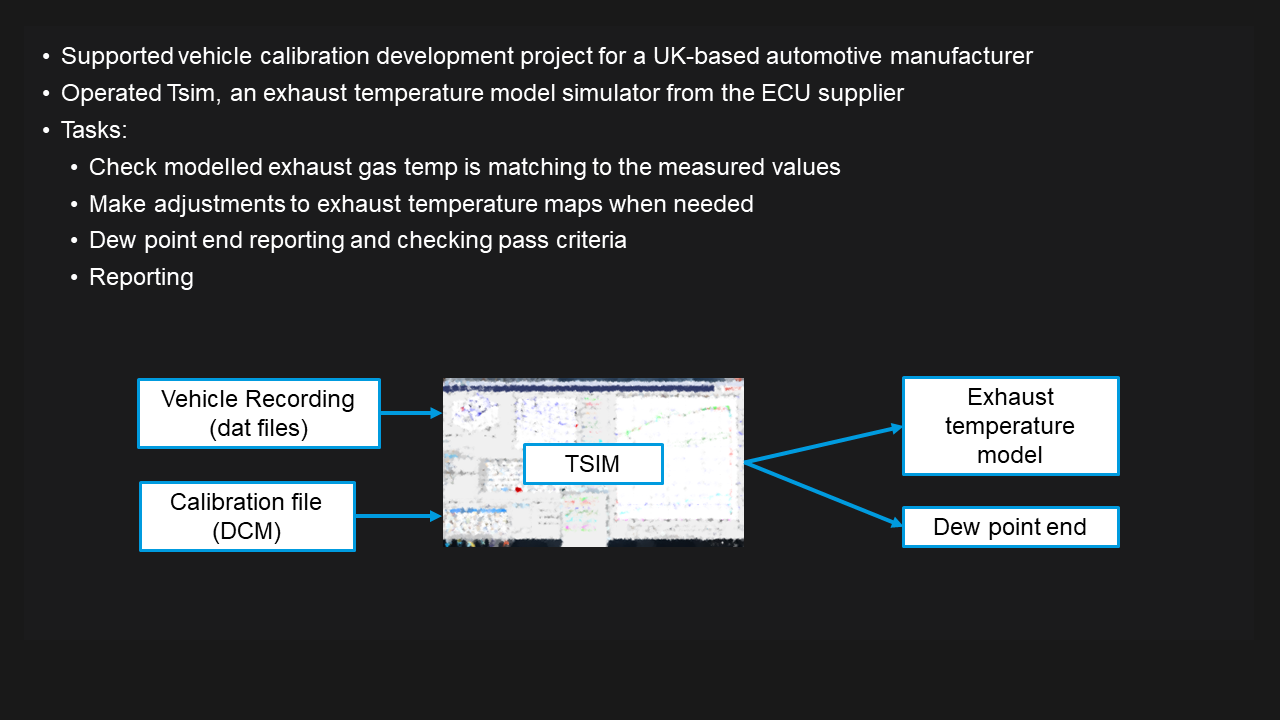 • Supported vehicle calibration development project for a UK-based automotive manufacturer
• Operated Tsim, an exhaust temperature model simulator from the ECU supplier
• Tasks:
• Check modelled exhaust gas temp is matching to the measured values
• Make adjustments to exhaust temperature maps when needed
• Dew point end reporting and checking pass criteria
• Reporting
Vehicle Recording
(dat files)
Calibration file
(DCM)
TSIM
Exhaust
temperature
model
Dew point end